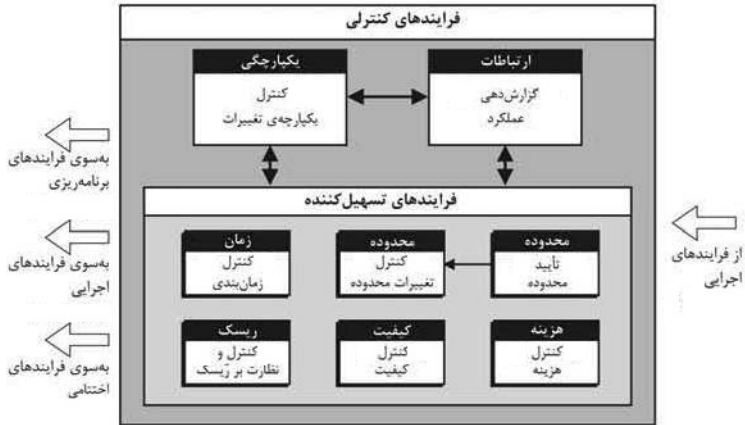 فرایندهای کنترلی
ارتباطات
گزارش‌دهی
عملکرد
یکپارچگی
کنترل
یکپارچه‌ی تغییرات
فرایندهای تسهیل‌کننده
محدوده
تأیید
محدوده
محدوده
کنترل
تغییرات محدوده
زمان
کنترل
زمان‌بندی
هزینه
کنترل
هزینه
کیفیت
کنترل
کیفیت
ریسک
کنترل و
نظارت بر ریسک
از فرایندهای
اجرایی
به‌سوی فرایندهای
برنامه‌ریزی
به‌سوی فرایندهای
اجرایی
به‌سوی فرایندهای
اختتامی